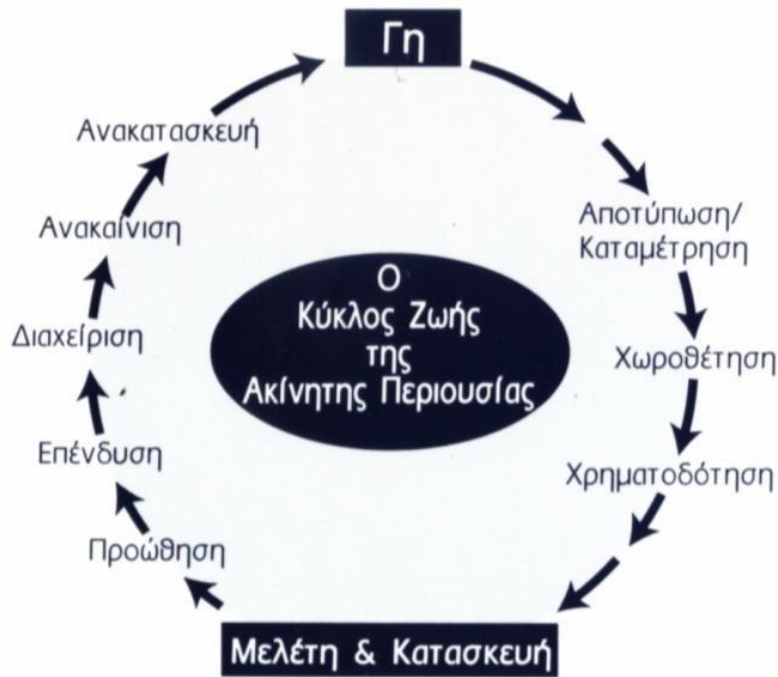 Γη
Αποτύπωση/
Καταμέτρηση
Χωροθέτηση
Χρηματοδότηση
Μελέτη & Κατασκευή
Προώθηση
Επένδυση
Διαχείριση
Ανακαίνιση
Ανακατασκευή
Ο
Κύκλος Ζωής
της
Ακίνητης Περιουσίας